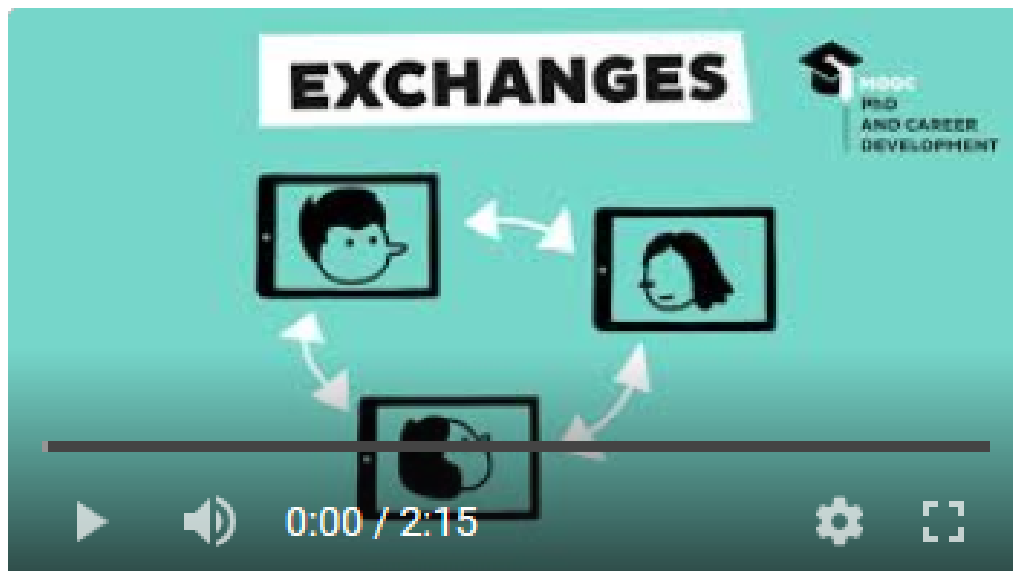 EXCHANGES
MOOC
PhD
AND CAREER
DEVELOPMENT
0:00 / 2:15